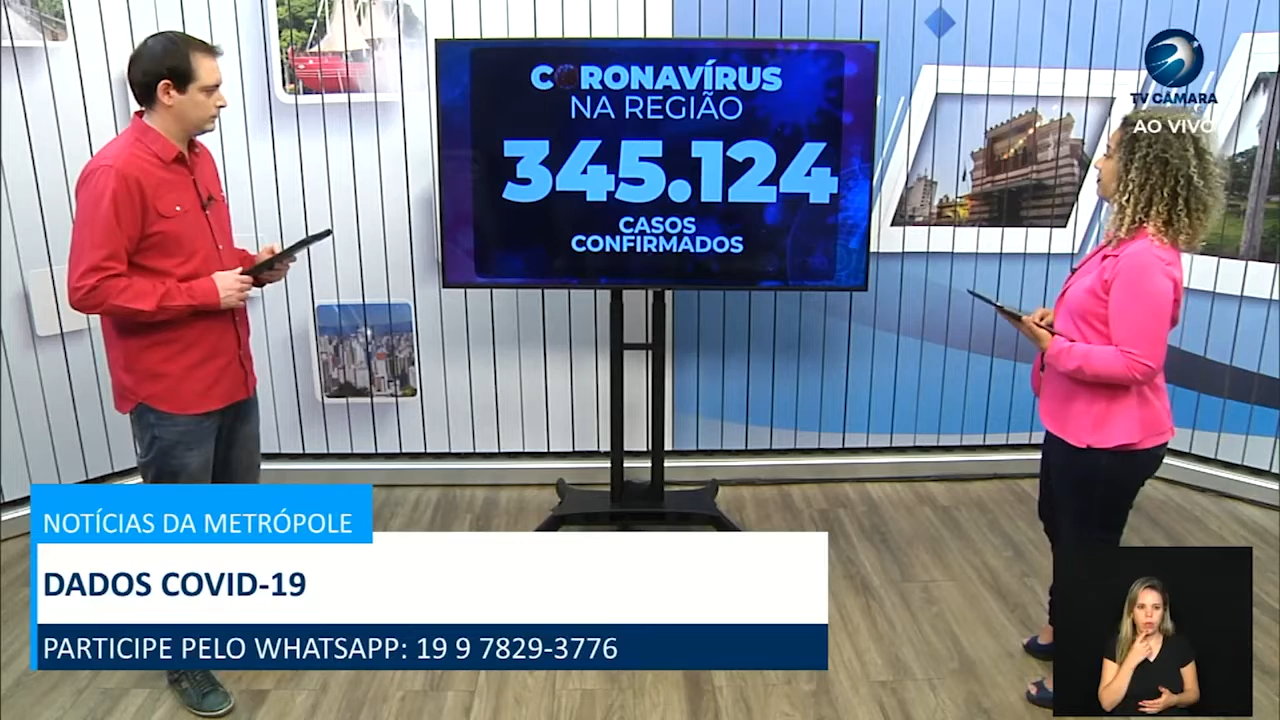 CORONAVÍRUS
NA REGIÃO
345.124
CASOS
CONFIRMADOS
TV CÂMARA
AO VIVO
NOTÍCIAS DA METRÓPOLE
DADOS COVID-19
PARTICIPE PELO WHATSAPP: 19 9 7829-3776